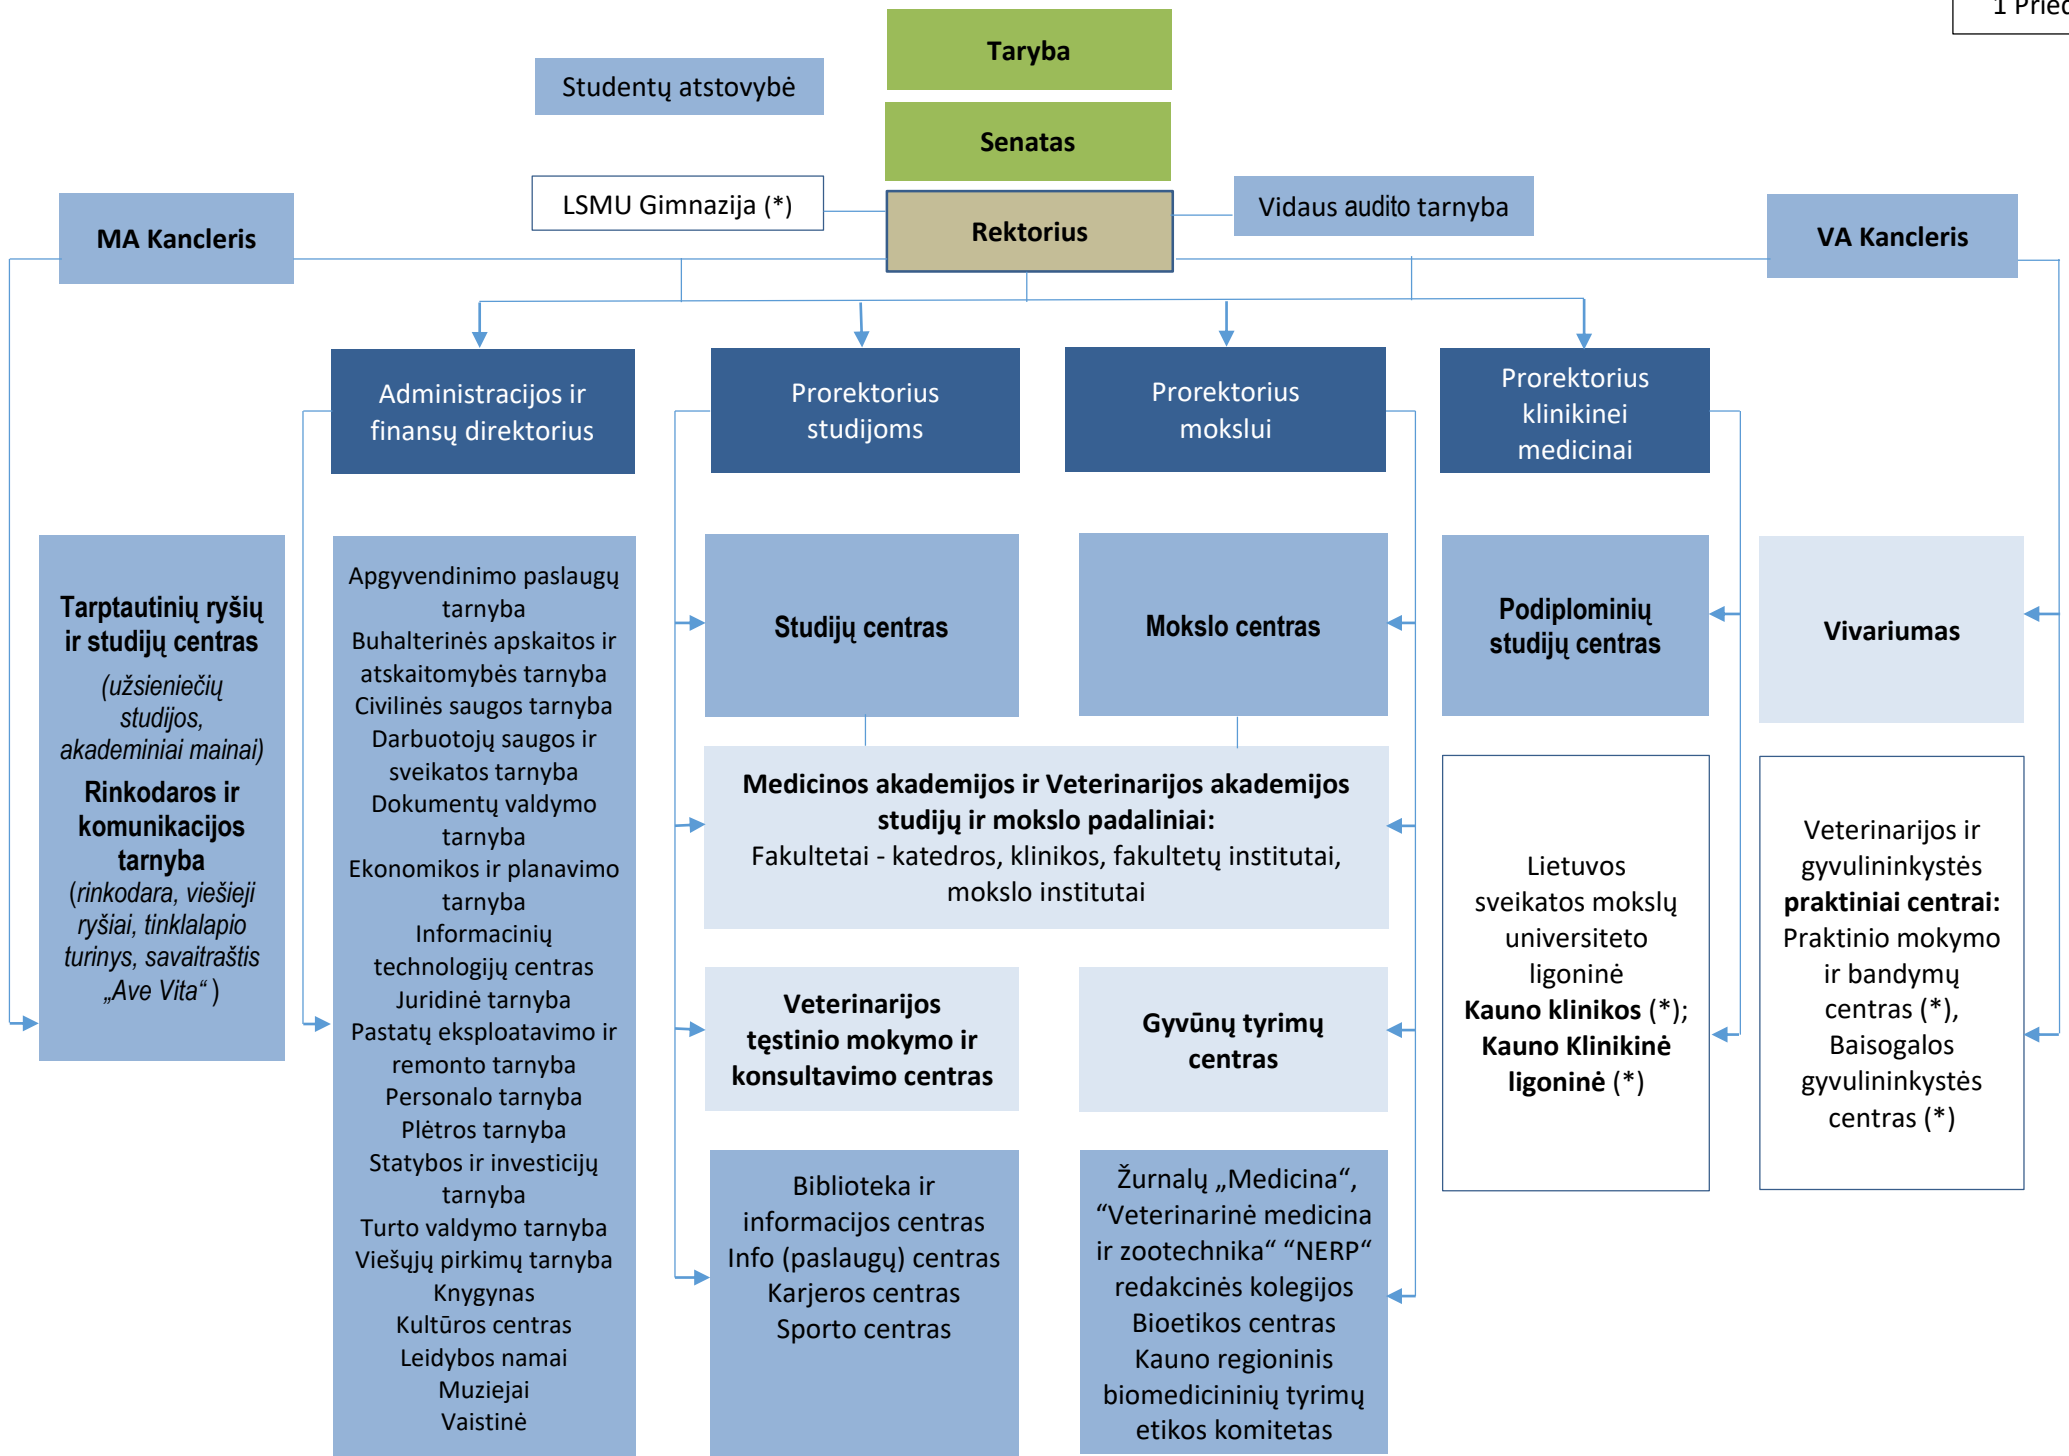 1 Pried
Taryba
Studentų atstovybė
Senatas
LSMU Gimnazija (*)
Rektorius
Vidaus audito tarnyba
MA Kancleris
VA Kancleris
Administracijos ir
finansų direktorius
Prorektorius
studijoms
Prorektorius
mokslui
Prorektorius
klinikinei
medicinai
Tarptautinių ryšių
ir studijų centras
(užsieniečių
studijos,
akademiniai mainai)
Rinkodaros ir
komunikacijos
tarnyba
(rinkodara, viešieji
ryšiai, tinklalapio
turinys, savaitraštis
„Ave Vita“ )
Apgyvendinimo paslaugų
tarnyba
Buhalterinės apskaitos ir
atskaitomybės tarnyba
Civilinės saugos tarnyba
Darbuotojų saugos ir
sveikatos tarnyba
Dokumentų valdymo
tarnyba
Ekonomikos ir planavimo
tarnyba
Informacinių
technologijų centras
Juridinė tarnyba
Pastatų eksploatavimo ir
remonto tarnyba
Personalo tarnyba
Plėtros tarnyba
Statybos ir investicijų
tarnyba
Turto valdymo tarnyba
Viešųjų pirkimų tarnyba
Knygynas
Kultūros centras
Leidybos namai
Muziejai
Vaistinė
Studijų centras
Mokslo centras
Medicinos akademijos ir Veterinarijos akademijos
studijų ir mokslo padaliniai:
Fakultetai - katedros, klinikos, fakultetų institutai,
mokslo institutai
Veterinarijos
tęstinio mokymo ir
konsultavimo centras
Gyvūnų tyrimų
centras
Biblioteka ir
informacijos centras
Info (paslaugų) centras
Karjeros centras
Sporto centras
Žurnalų „Medicina“,
“Veterinarinė medicina
ir zootechnika“ “NERP“
redakcinės kolegijos
Bioetikos centras
Kauno regioninis
biomedicininių tyrimų
etikos komitetas
Podiplominių
studijų centras
Lietuvos
sveikatos mokslų
universiteto
ligoninė
Kauno klinikos (*);
Kauno Klinikinė
ligoninė (*)
Vivariumas
Veterinarijos ir
gyvulininkystės
praktiniai centrai:
Praktinio mokymo
ir bandymų
centras (*),
Baisogalos
gyvulininkystės
centras (*)